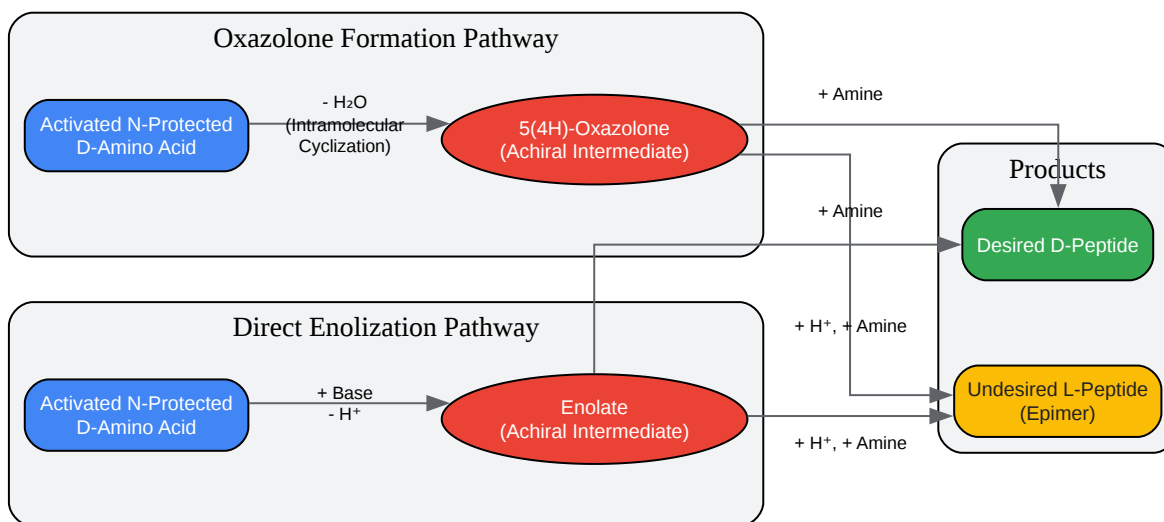 Oxazolone Formation Pathway
Activated N-Protected
D-Amino Acid
- H₂O
(Intramolecular
Cyclization)
5(4H)-Oxazolone
(Achiral Intermediate)
+ Amine
+ Amine
Products
Desired D-Peptide
Direct Enolization Pathway
Activated N-Protected
D-Amino Acid
+ Base
- H⁺
Enolate
(Achiral Intermediate)
+ H⁺, + Amine
+ H⁺, + Amine
Undesired L-Peptide
(Epimer)